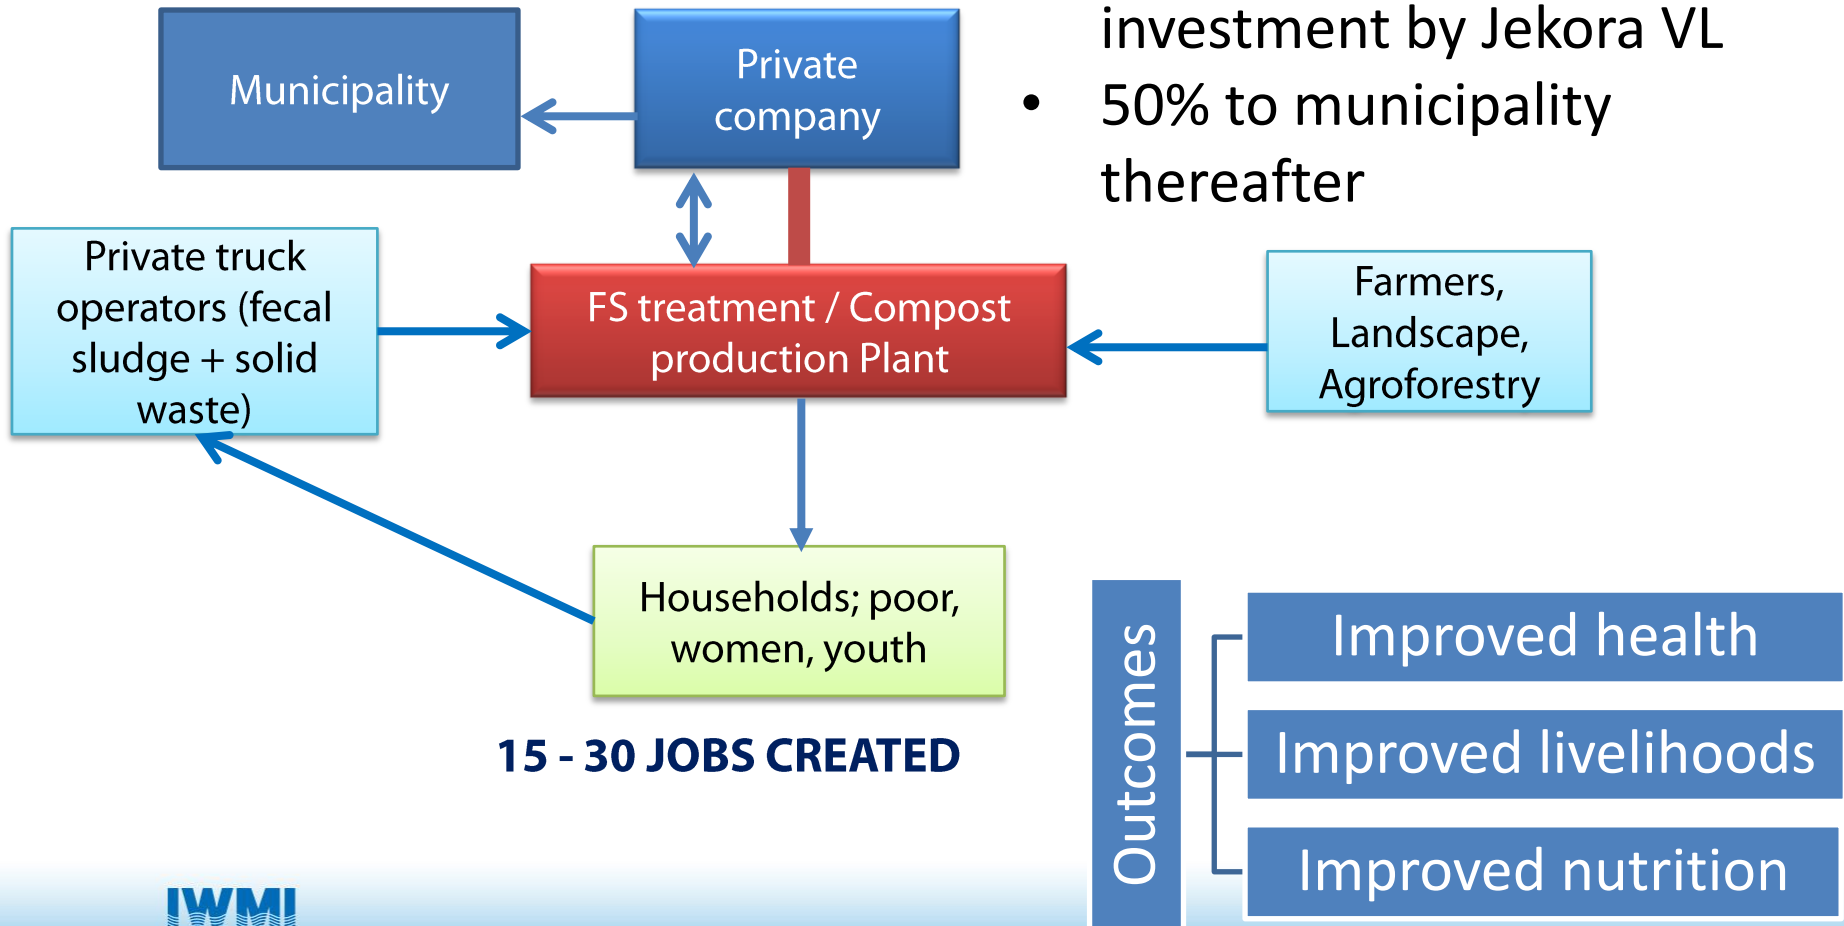 Municipality
Private
company
investment by Jekora VL
• 50% to municipality
thereafter
Private truck
operators (fecal
sludge + solid
waste)
FS treatment / Compost
production Plant
Farmers,
Landscape,
Agroforestry
Households; poor,
women, youth
15 - 30 JOBS CREATED
Outcomes
Improved health
Improved livelihoods
Improved nutrition
IWMI